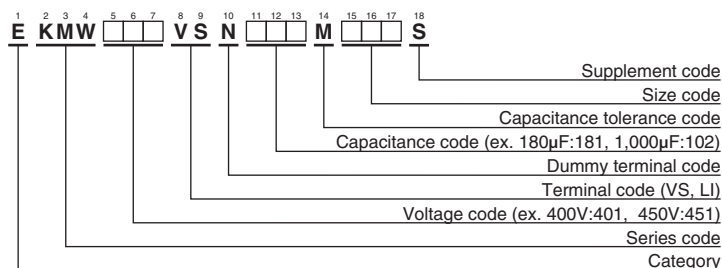 1 2 3 4 5 6 7 8 9 10 11 12 13 14 15 16 17 18
E KMW □□□ VS N □□□ M □□□ S
Supplement code
Size code
Capacitance tolerance code
Capacitance code (ex. 180µF:181, 1,000µF:102)
Dummy terminal code
Terminal code (VS, LI)
Voltage code (ex. 400V:401, 450V:451)
Series code
Category